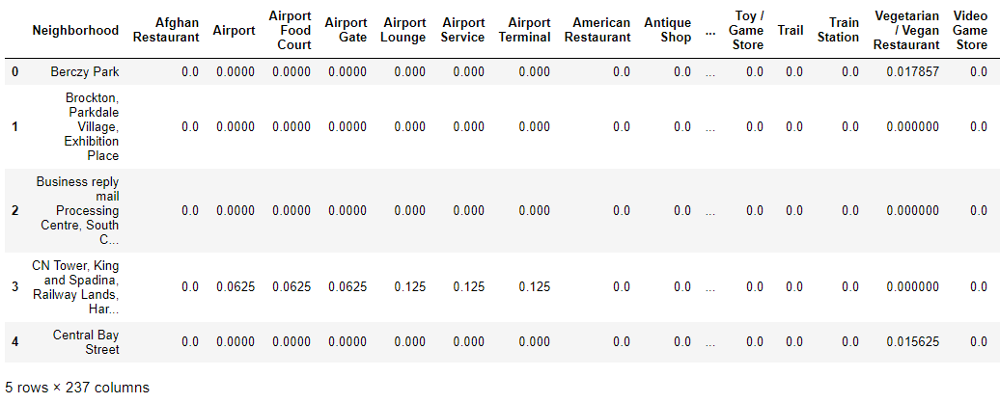 Neighborhood Afghan Restaurant Airport Airport Food Court Airport Gate Airport Lounge Airport Service Airport Terminal American Restaurant Antique Shop ... Toy / Game Store Trail Train Station Vegetarian / Vegan Restaurant Video Game Store
0 Berczy Park 0.0 0.0000 0.0000 0.0000 0.000 0.000 0.000 0.0 0.0 ... 0.0 0.0 0.0 0.017857 0.0
1 Brockton, Parkdale Village, Exhibition Place 0.0 0.0000 0.0000 0.0000 0.000 0.000 0.000 0.0 0.0 ... 0.0 0.0 0.0 0.000000 0.0
2 Business reply mail Processing Centre, South C... 0.0 0.0000 0.0000 0.0000 0.000 0.000 0.000 0.0 0.0 ... 0.0 0.0 0.0 0.000000 0.0
3 CN Tower, King and Spadina, Railway Lands, Har... 0.0 0.0625 0.0625 0.0625 0.125 0.125 0.125 0.0 0.0 ... 0.0 0.0 0.0 0.000000 0.0
4 Central Bay Street 0.0 0.0000 0.0000 0.0000 0.000 0.000 0.000 0.0 0.0 ... 0.0 0.0 0.0 0.015625 0.0
5 rows × 237 columns